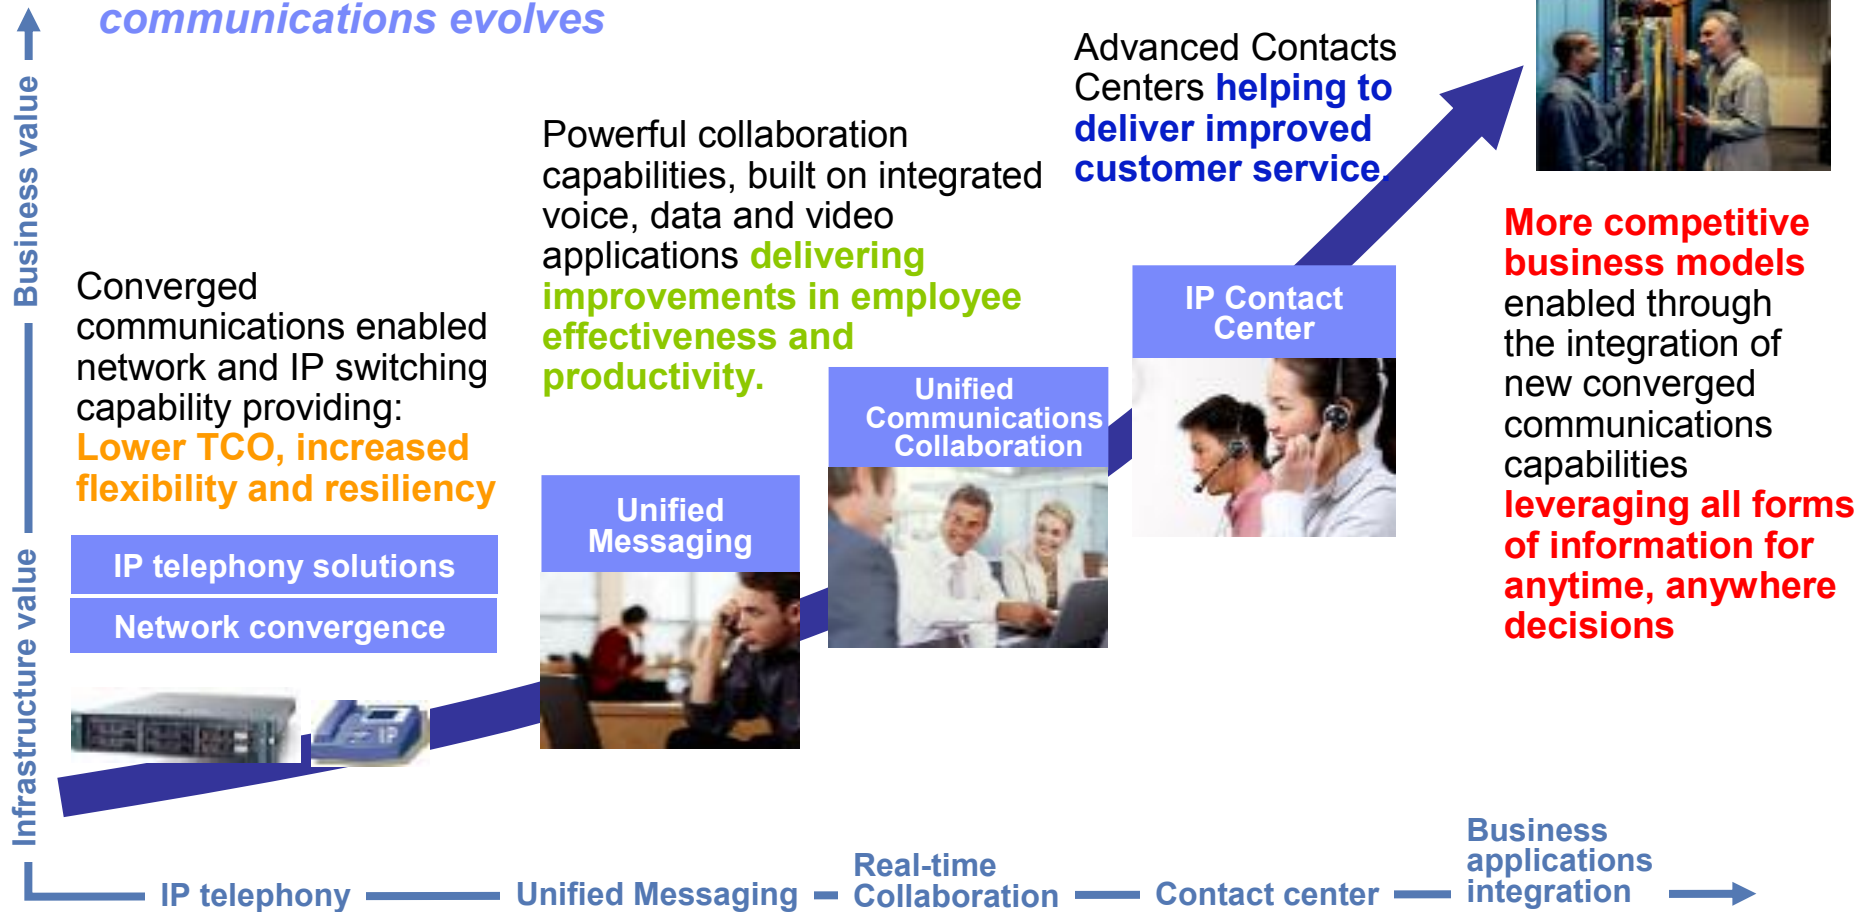 communications evolves
Advanced Contacts
Centers helping to
deliver improved
customer service.
Powerful collaboration
capabilities, built on integrated
voice, data and video
applications delivering
improvements in employee
effectiveness and
productivity.
Converged
communications enabled
network and IP switching
capability providing:
Lower TCO, increased
flexibility and resiliency
More competitive
business models
enabled through
the integration of
new converged
communications
capabilities
leveraging all forms
of information for
anytime, anywhere
decisions
IP telephony solutions
Network convergence
IP
Unified
Messaging
Unified
Communications
Collaboration
IP Contact
Center
Business value
Infrastructure value
IP telephony
Unified Messaging
Real-time
Collaboration
Contact center
Business
applications
integration